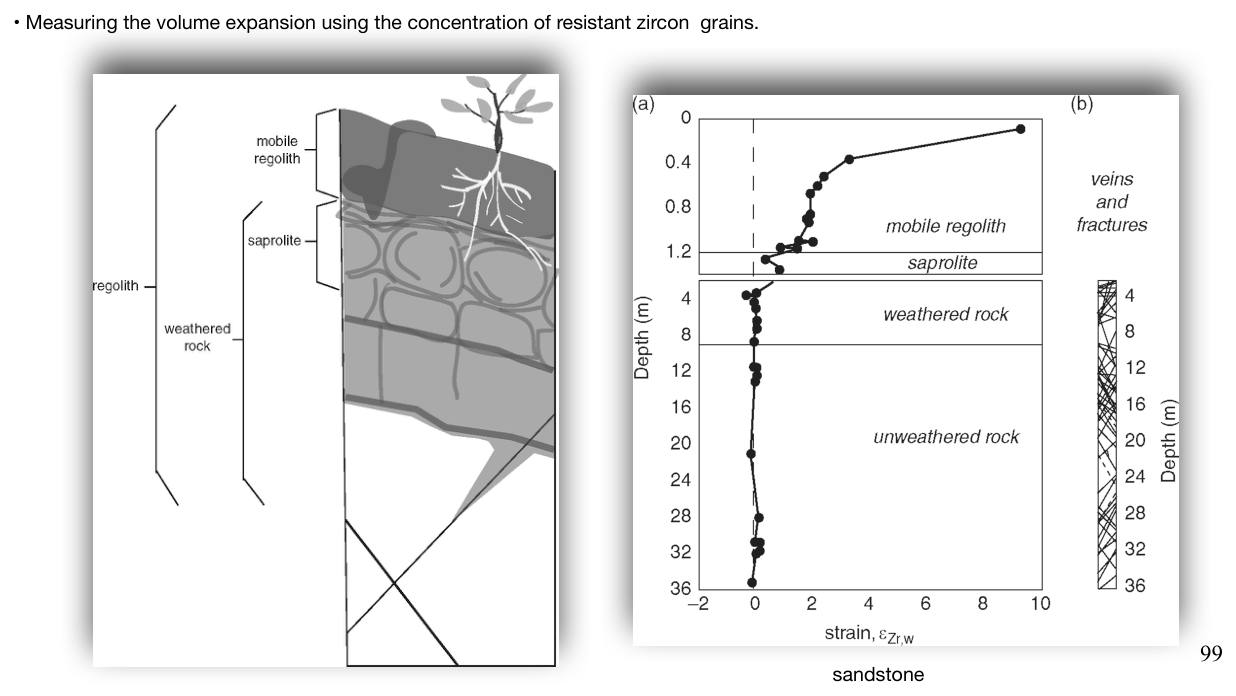 • Measuring the volume expansion using the concentration of resistant zircon grains.
mobile
regolith
saprolite
regolith
weathered
rock
(a)
(b)
0
0.4
0.8
1.2
4
8
12
16
20
24
28
32
36
Depth (m)
mobile regolith
saprolite
weathered rock
unweathered rock
−2
0
2
4
6
8
10
strain, εZr,w
veins
and
fractures
4
8
12
16
20
24
28
32
36
Depth (m)
sandstone
99